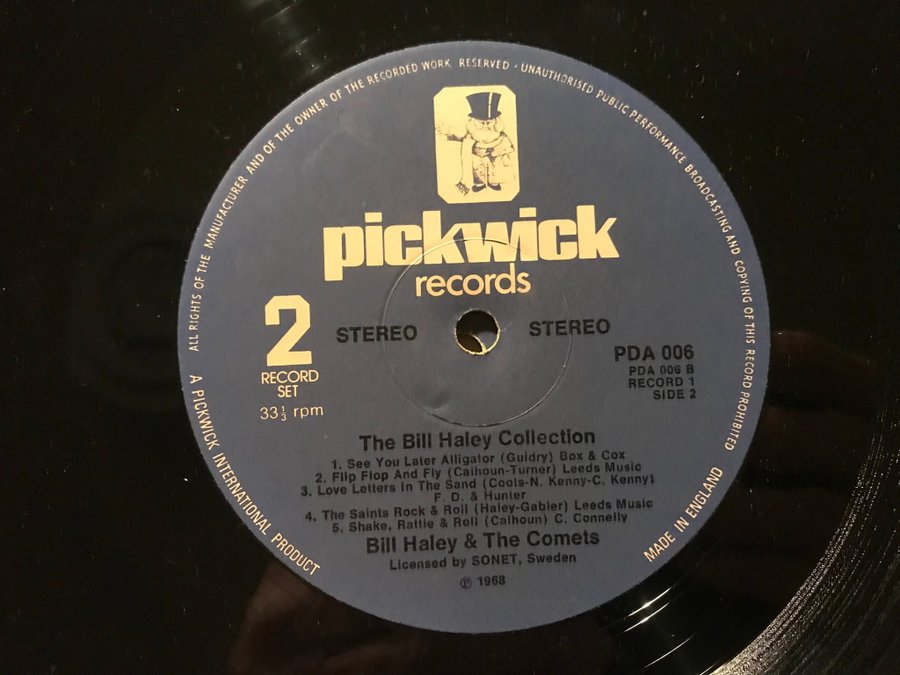 ALL RIGHTS OF THE MANUFACTURER AND OF THE OWNER OF THE RECORDED WORK RESERVED · UNAUTHORISED PUBLIC PERFORMANCE BROADCASTING AND COPYING OF THIS RECORD PROHIBITED
pickwick
records
2
RECORD
SET
33 1/3 rpm
STEREO STEREO
PDA 006
PDA 006 B
RECORD 1
SIDE 2
The Bill Haley Collection
1. See You Later Alligator (Guidry) Box & Cox
2. Flip Flop And Fly (Calhoun-Turner) Leeds Music
3. Love Letters In The Sand (Coots-N. Kenny-C. Kenny)
F. D. & Hunter
4. The Saints Rock & Roll (Haley-Gabler) Leeds Music
5. Shake, Rattle & Roll (Calhoun) C. Connelly
Bill Haley & The Comets
Licensed by SONET, Sweden
℗ 1968
A PICKWICK INTERNATIONAL PRODUCT
MADE IN ENGLAND